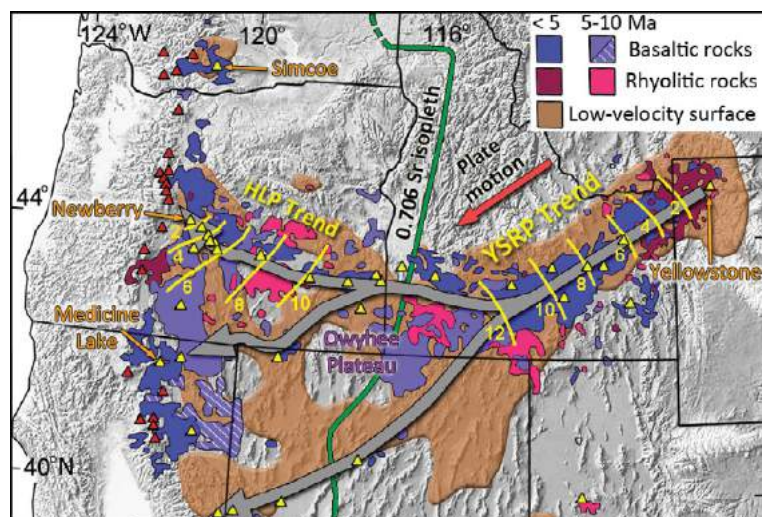 124°W
120°
116°
< 5
5-10 Ma
Basaltic rocks
Rhyolitic rocks
Low-velocity surface
Simcoe
0.706 Sr isopleth
Plate
motion
44°
Newberry
HLP Trend
YSRP Trend
Yellowstone
2
4
6
8
10
2
4
6
8
10
12
Medicine
Lake
Owyhee
Plateau
40°N